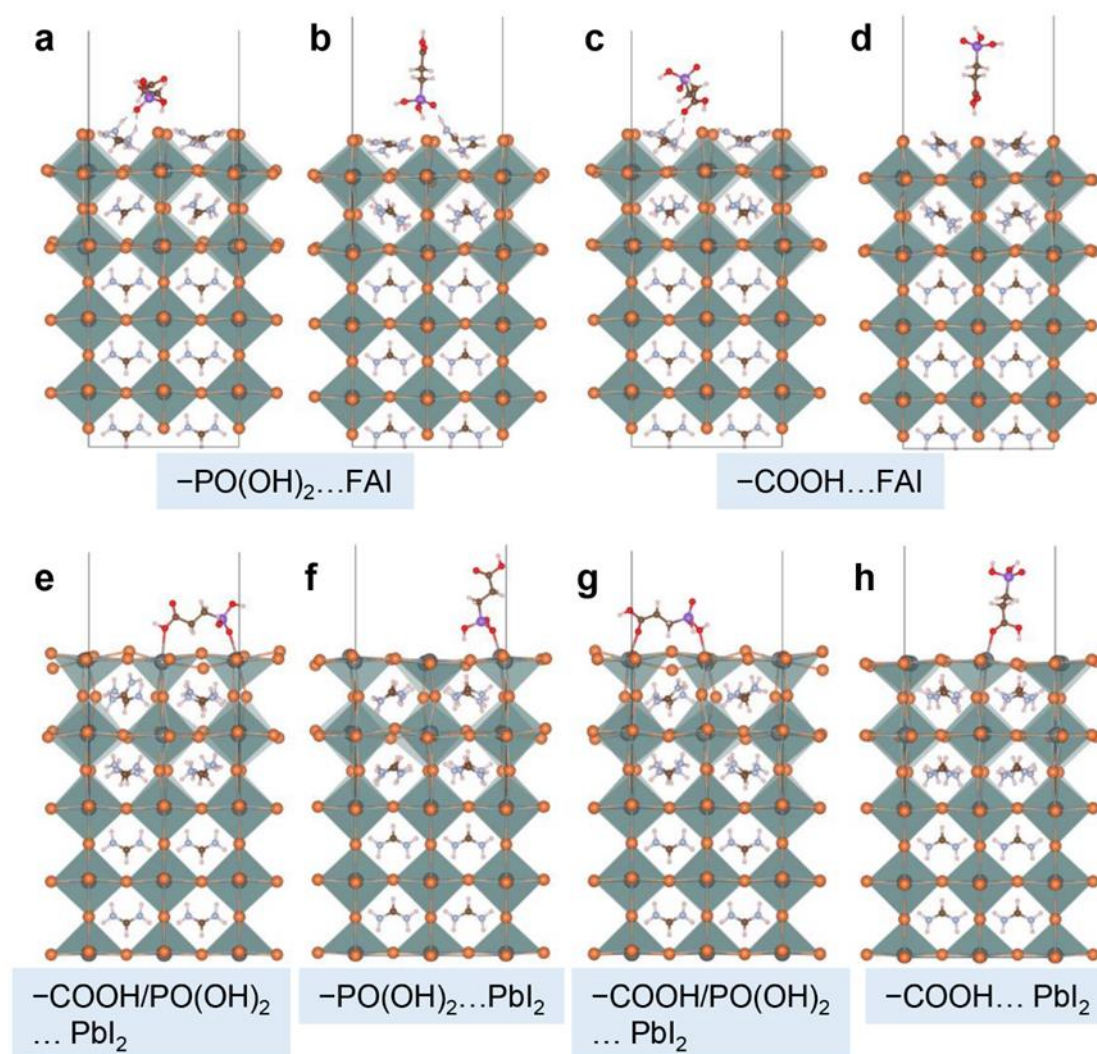 a b c d
−PO(OH)₂…FAI
−COOH…FAI
e f g h
−COOH/PO(OH)₂
… PbI₂
−PO(OH)₂…PbI₂
−COOH/PO(OH)₂
… PbI₂
−COOH… PbI₂